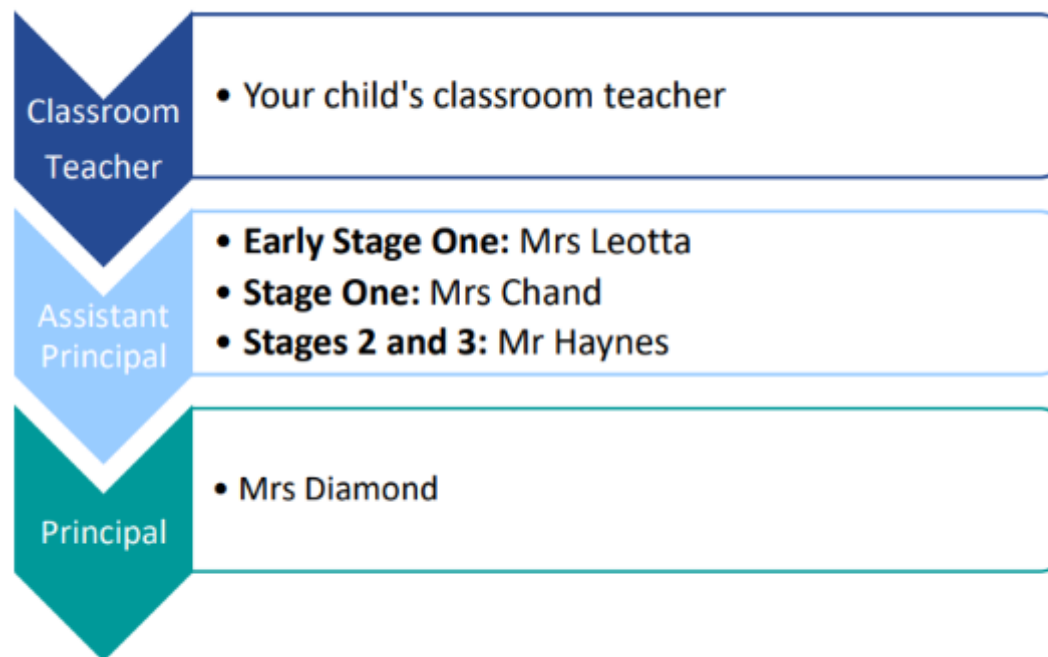 Classroom
Teacher
• Your child's classroom teacher
Assistant
Principal
• Early Stage One: Mrs Leotta
• Stage One: Mrs Chand
• Stages 2 and 3: Mr Haynes
Principal
• Mrs Diamond